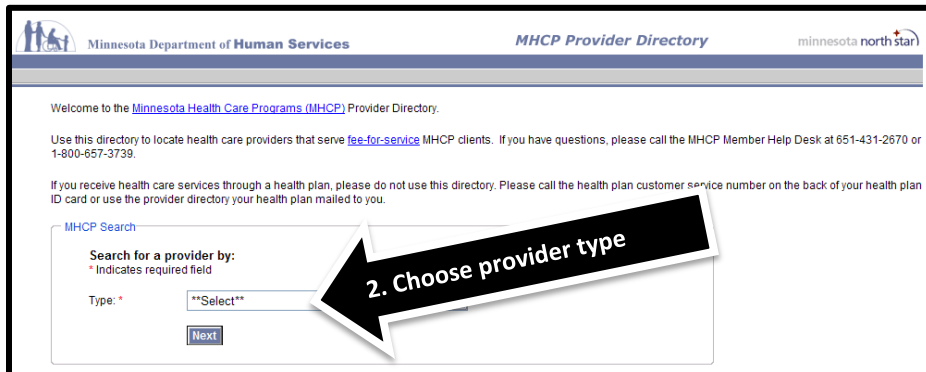 Minnesota Department of Human Services
MHCP Provider Directory
minnesota north star
Welcome to the Minnesota Health Care Programs (MHCP) Provider Directory.
Use this directory to locate health care providers that serve fee-for-service MHCP clients. If you have questions, please call the MHCP Member Help Desk at 651-431-2670 or
1-800-657-3739.
If you receive health care services through a health plan, please do not use this directory. Please call the health plan customer service number on the back of your health plan
ID card or use the provider directory your health plan mailed to you.
MHCP Search
Search for a provider by:
* Indicates required field
2. Choose provider type
Type: * **Select**
Next